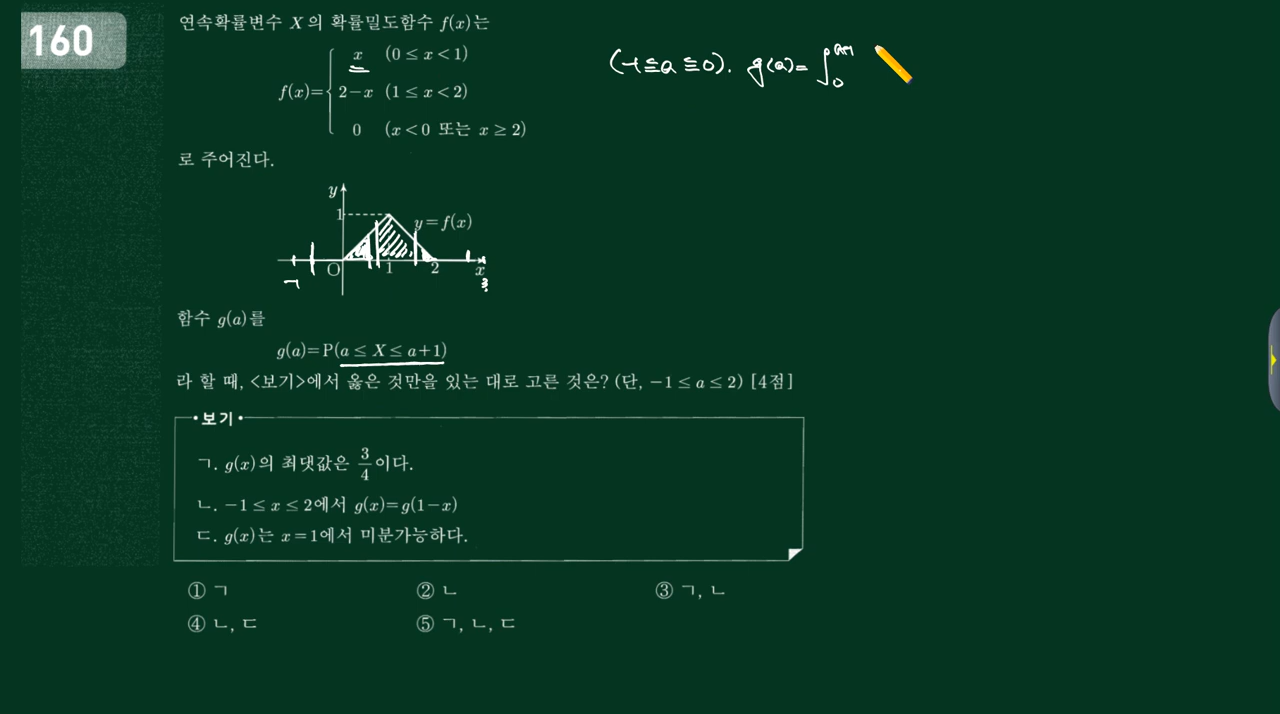 160
연속확률변수 X의 확률밀도함수 f(x)는
f(x)={ x (0≤x<1)
2−x (1≤x<2)
0 (x<0 또는 x≥2)
로 주어진다.
(-1≦a≦0). g(a)=∫₀ᵃ⁺¹
y
1
y=f(x)
O 1 2 x
-1 3
함수 g(a)를
g(a)=P(a≤X≤a+1)
라 할 때, <보기>에서 옳은 것만을 있는 대로 고른 것은? (단, −1≤a≤2) [4점]
•보기•
ㄱ. g(x)의 최댓값은 3/4이다.
ㄴ. −1≤x≤2에서 g(x)=g(1−x)
ㄷ. g(x)는 x=1에서 미분가능하다.
① ㄱ ② ㄴ ③ ㄱ, ㄴ
④ ㄴ, ㄷ ⑤ ㄱ, ㄴ, ㄷ